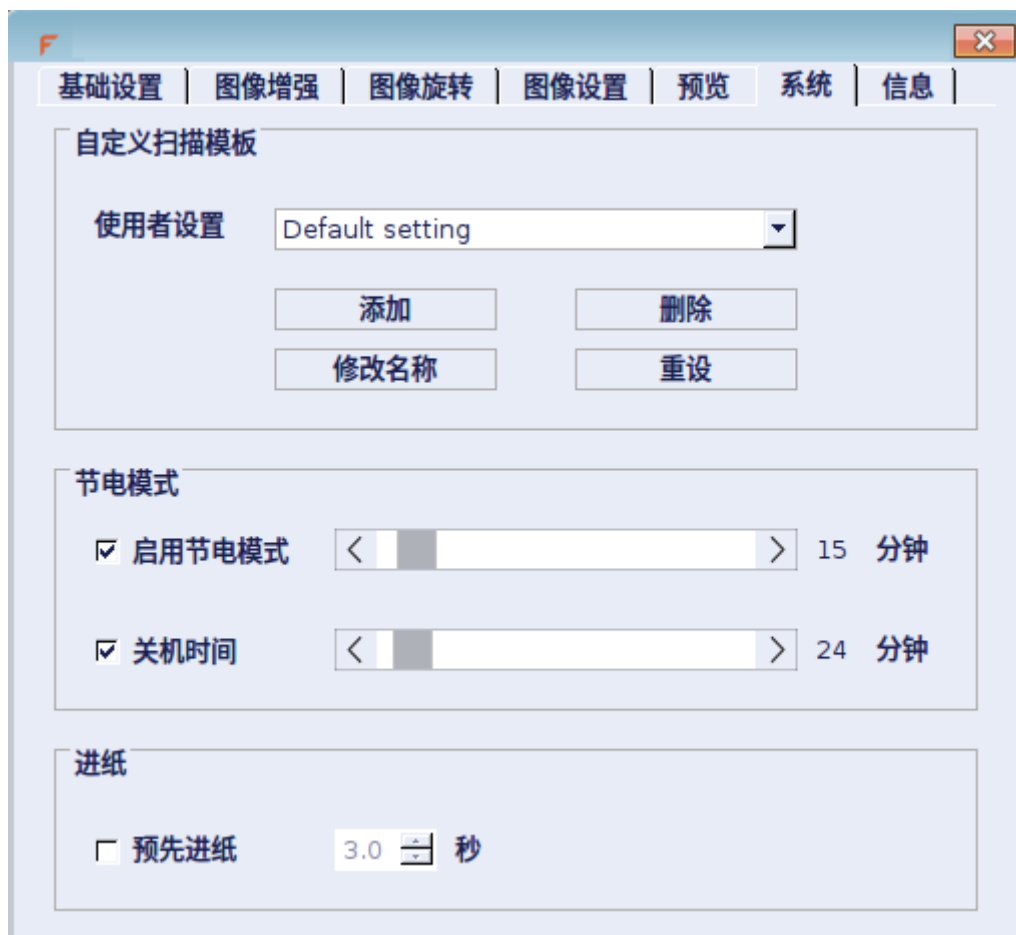 F
基础设置 图像增强 图像旋转 图像设置 预览 系统 信息
自定义扫描模板
使用者设置 Default setting
添加 删除
修改名称 重设
节电模式
启用节电模式 15 分钟
关机时间 24 分钟
进纸
预先进纸 3.0 秒